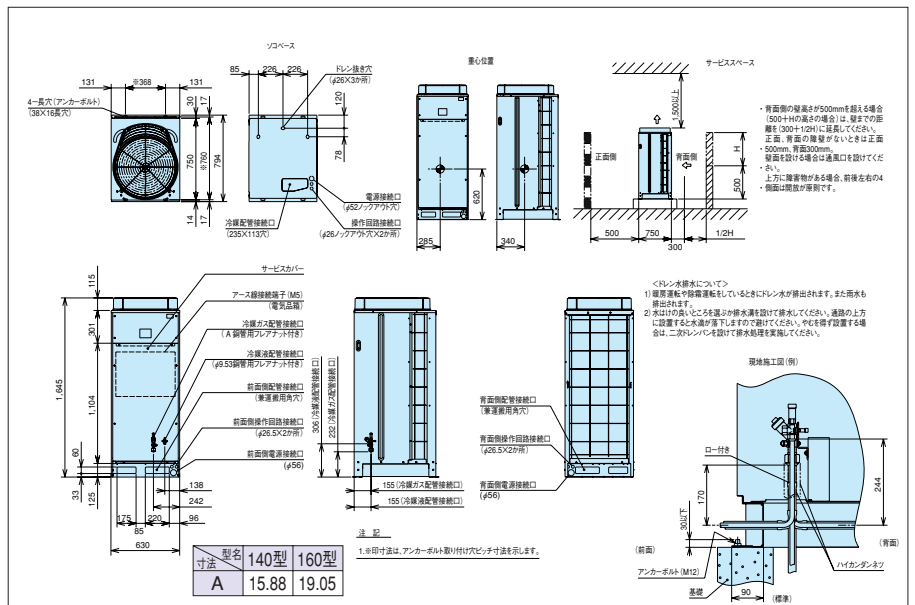 ソコベース
131
※368
131
4ー長穴(アンカーボルト)
(38×16長穴)
30
17
750
※760
794
14
17
85
226
226
ドレン抜き穴
(φ26×3か所)
120
78
電源接続口
(φ52ノックアウト穴)
冷媒配管接続口
(235×113穴)
操作回路接続口
(φ26ノックアウト穴×2か所)
重心位置
620
285
340
サービススペース
1,500以上
正面側
背面側
H
500
500
750
300
1/2H
・背面側の壁高さが500mmを超える場合
(500+Hの高さの場合)は、壁までの距
離を(300+1/2H)に延長してください。
正面、背面の障壁がないときは正面
・500mm、背面300mm。
壁面を設ける場合は通風口を設けてくだ
・さい。
上方に障害物がある場合、前後左右の4
・側面は開放が原則です。
サービスカバー
アース線接続端子(M5)
(電気品箱)
冷媒ガス配管接続口
(A 銅管用フレアナット付き)
冷媒液配管接続口
(φ9.53銅管用フレアナット付き)
前面側配管接続口
(兼運搬用角穴)
前面側操作回路接続口
(φ26.5×2か所)
前面側電源接続口
(φ56)
115
301
1,645
1,104
60
33
125
138
242
175
220
96
85
630
306(冷媒液配管接続口)
232(冷媒ガス配管接続口)
155(冷媒ガス配管接続口)
155(冷媒液配管接続口)
背面側配管接続口
(兼運搬用角穴)
背面側操作回路接続口
(φ26.5×2か所)
背面側電源接続口
(φ56)
<ドレン水排水について>
1)暖房運転や除霜運転をしているときにドレン水が排出されます。また雨水も
排出されます。
2)水はけの良いところを選ぶか排水溝を設けて排水してください。通路の上方
に設置すると水滴が落下しますので避けてください。やむを得ず設置する場
合は、二次ドレンパンを設けて排水処理を実施してください。
現地施工図(例)
ロー付き
170
244
30以下
(前面)
(背面)
アンカーボルト(M12)
ハイカンダンネツ
基礎
90
(標準)
注 記
1.※印寸法は、アンカーボルト取り付け穴ピッチ寸法を示します。
型名 寸法 140型 160型
A 15.88 19.05